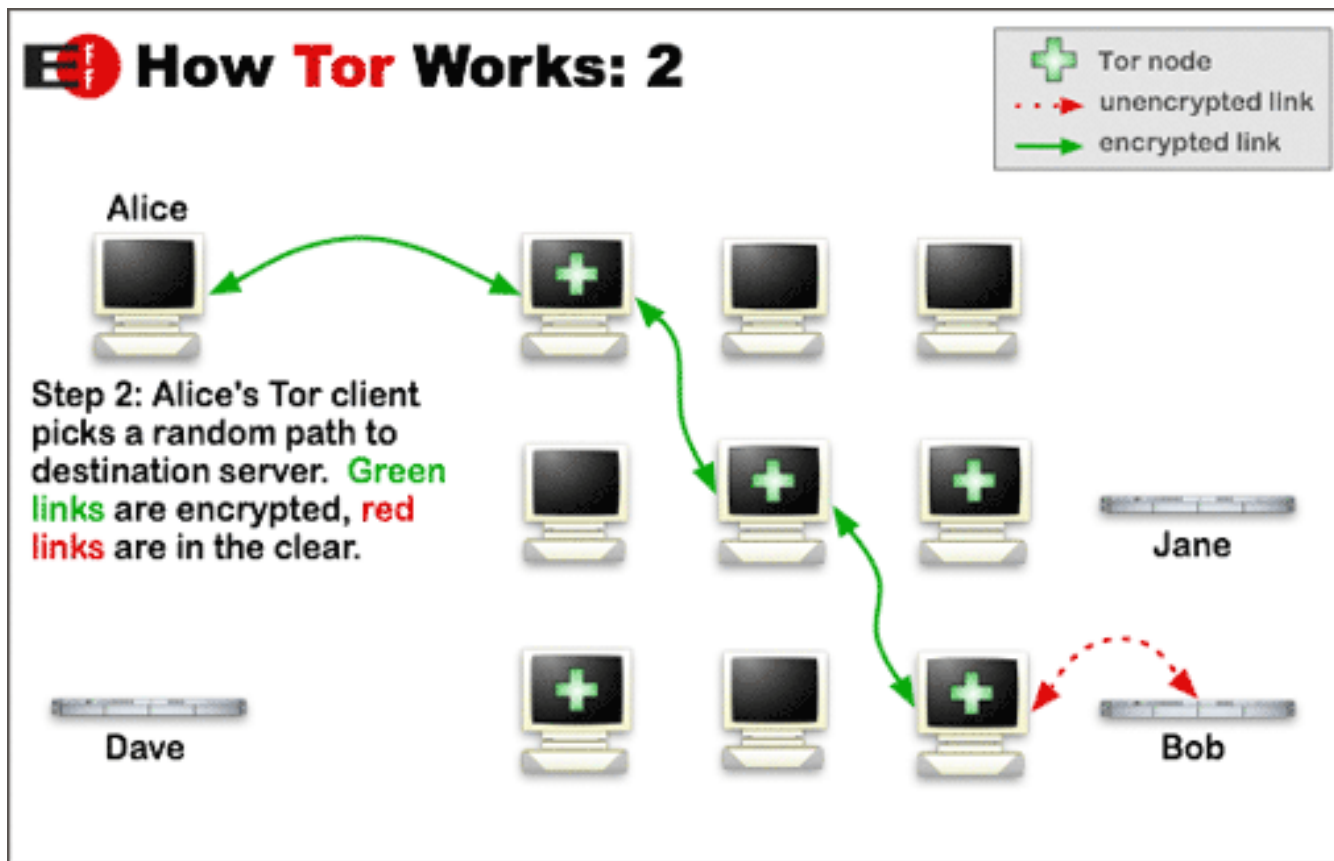 EFF How Tor Works: 2
Tor node
unencrypted link
encrypted link
Alice
Step 2: Alice's Tor client
picks a random path to
destination server. Green
links are encrypted, red
links are in the clear.
Jane
Dave
Bob